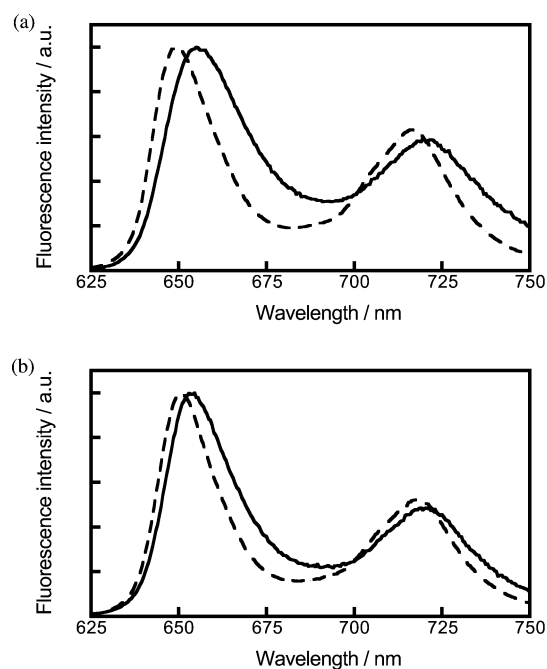 (a)
Fluorescence intensity / a.u.
625 650 675 700 725 750
Wavelength / nm
(b)
Fluorescence intensity / a.u.
625 650 675 700 725 750
Wavelength / nm